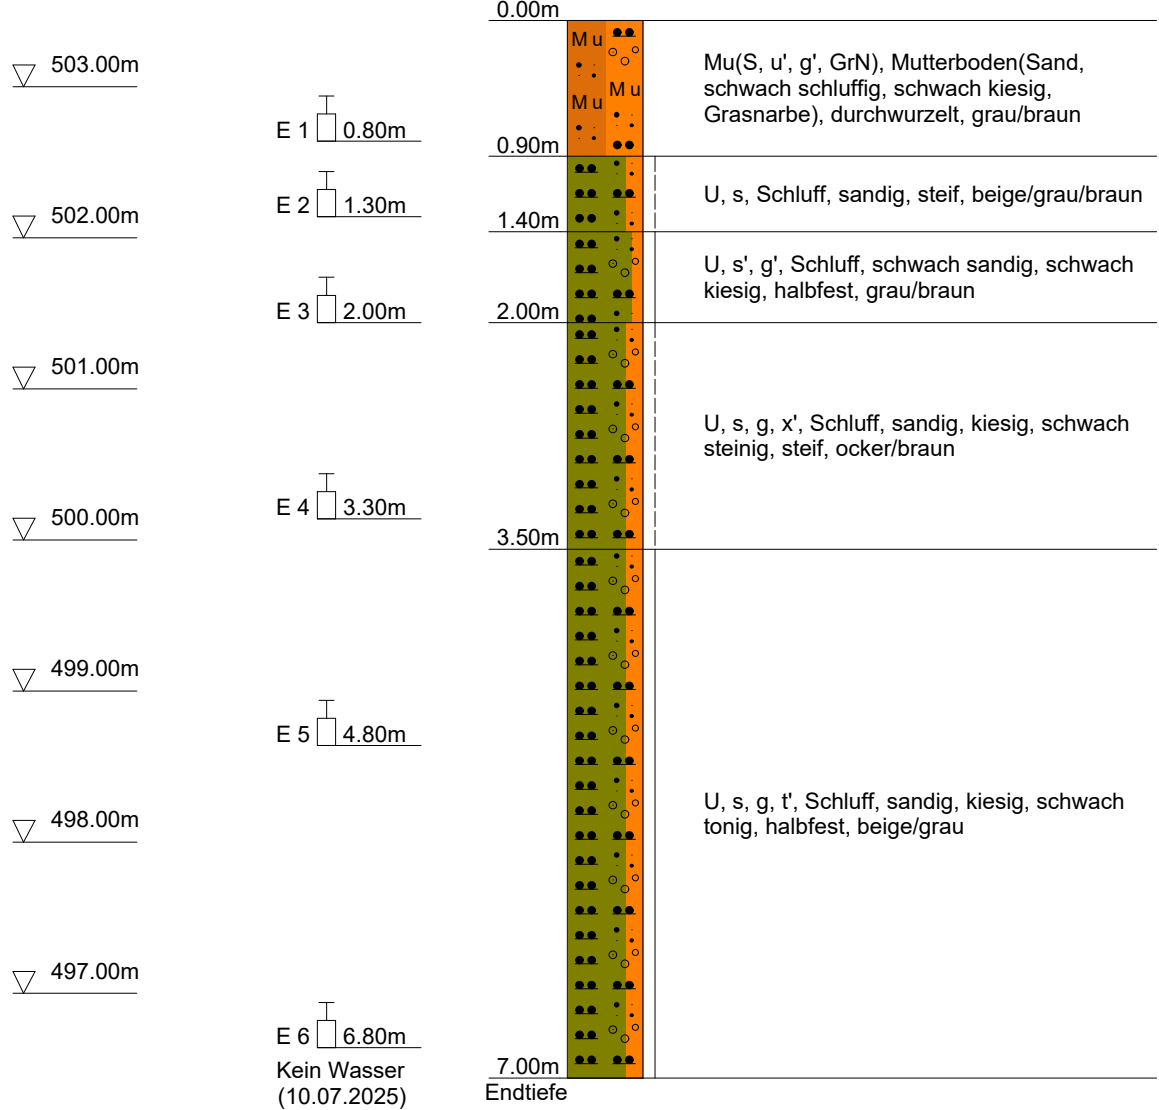 0.00m
503.00m
Mu
Mu
Mu
Mu(S, u', g', GrN), Mutterboden(Sand,
schwach schluffig, schwach kiesig,
Grasnarbe), durchwurzelt, grau/braun
E 1 0.80m
0.90m
E 2 1.30m
U, s, Schluff, sandig, steif, beige/grau/braun
502.00m
1.40m
U, s', g', Schluff, schwach sandig, schwach
kiesig, halbfest, grau/braun
E 3 2.00m
2.00m
501.00m
U, s, g, x', Schluff, sandig, kiesig, schwach
steinig, steif, ocker/braun
E 4 3.30m
500.00m
3.50m
499.00m
E 5 4.80m
498.00m
U, s, g, t', Schluff, sandig, kiesig, schwach
tonig, halbfest, beige/grau
497.00m
E 6 6.80m
Kein Wasser
(10.07.2025)
7.00m
Endtiefe